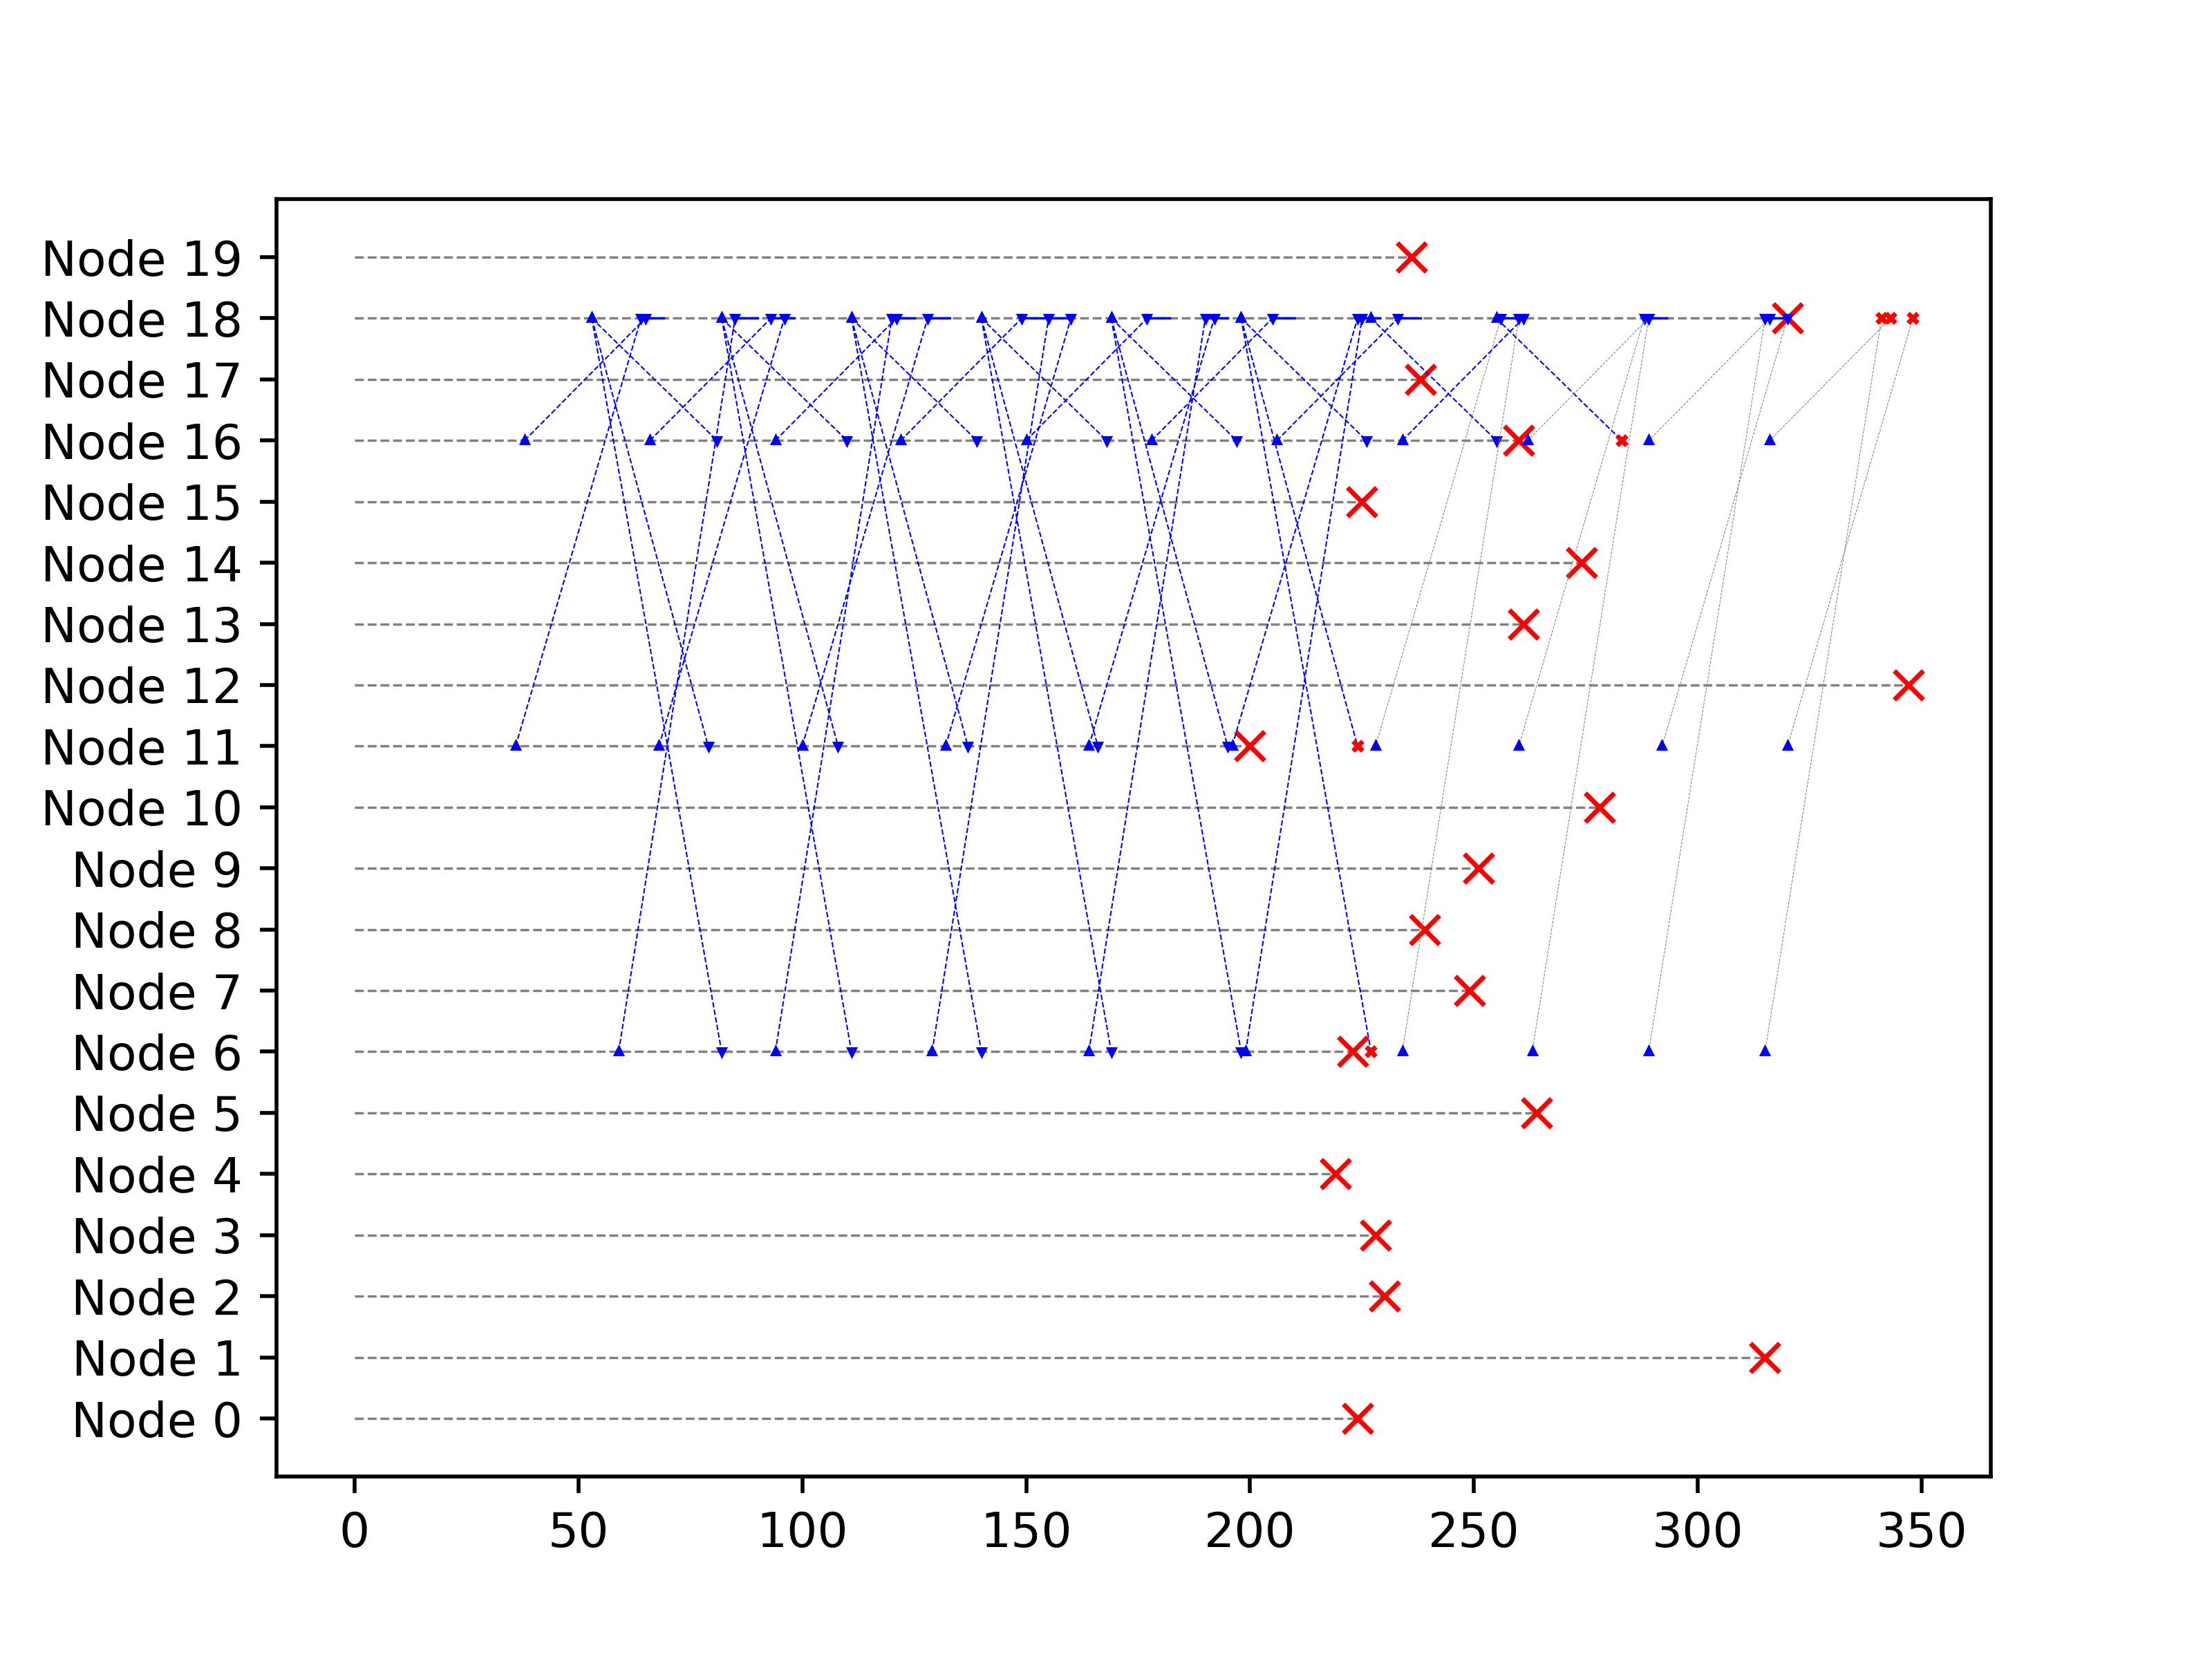 Node 19
Node 18
Node 17
Node 16
Node 15
Node 14
Node 13
Node 12
Node 11
Node 10
Node 9
Node 8
Node 7
Node 6
Node 5
Node 4
Node 3
Node 2
Node 1
Node 0
0 50 100 150 200 250 300 350